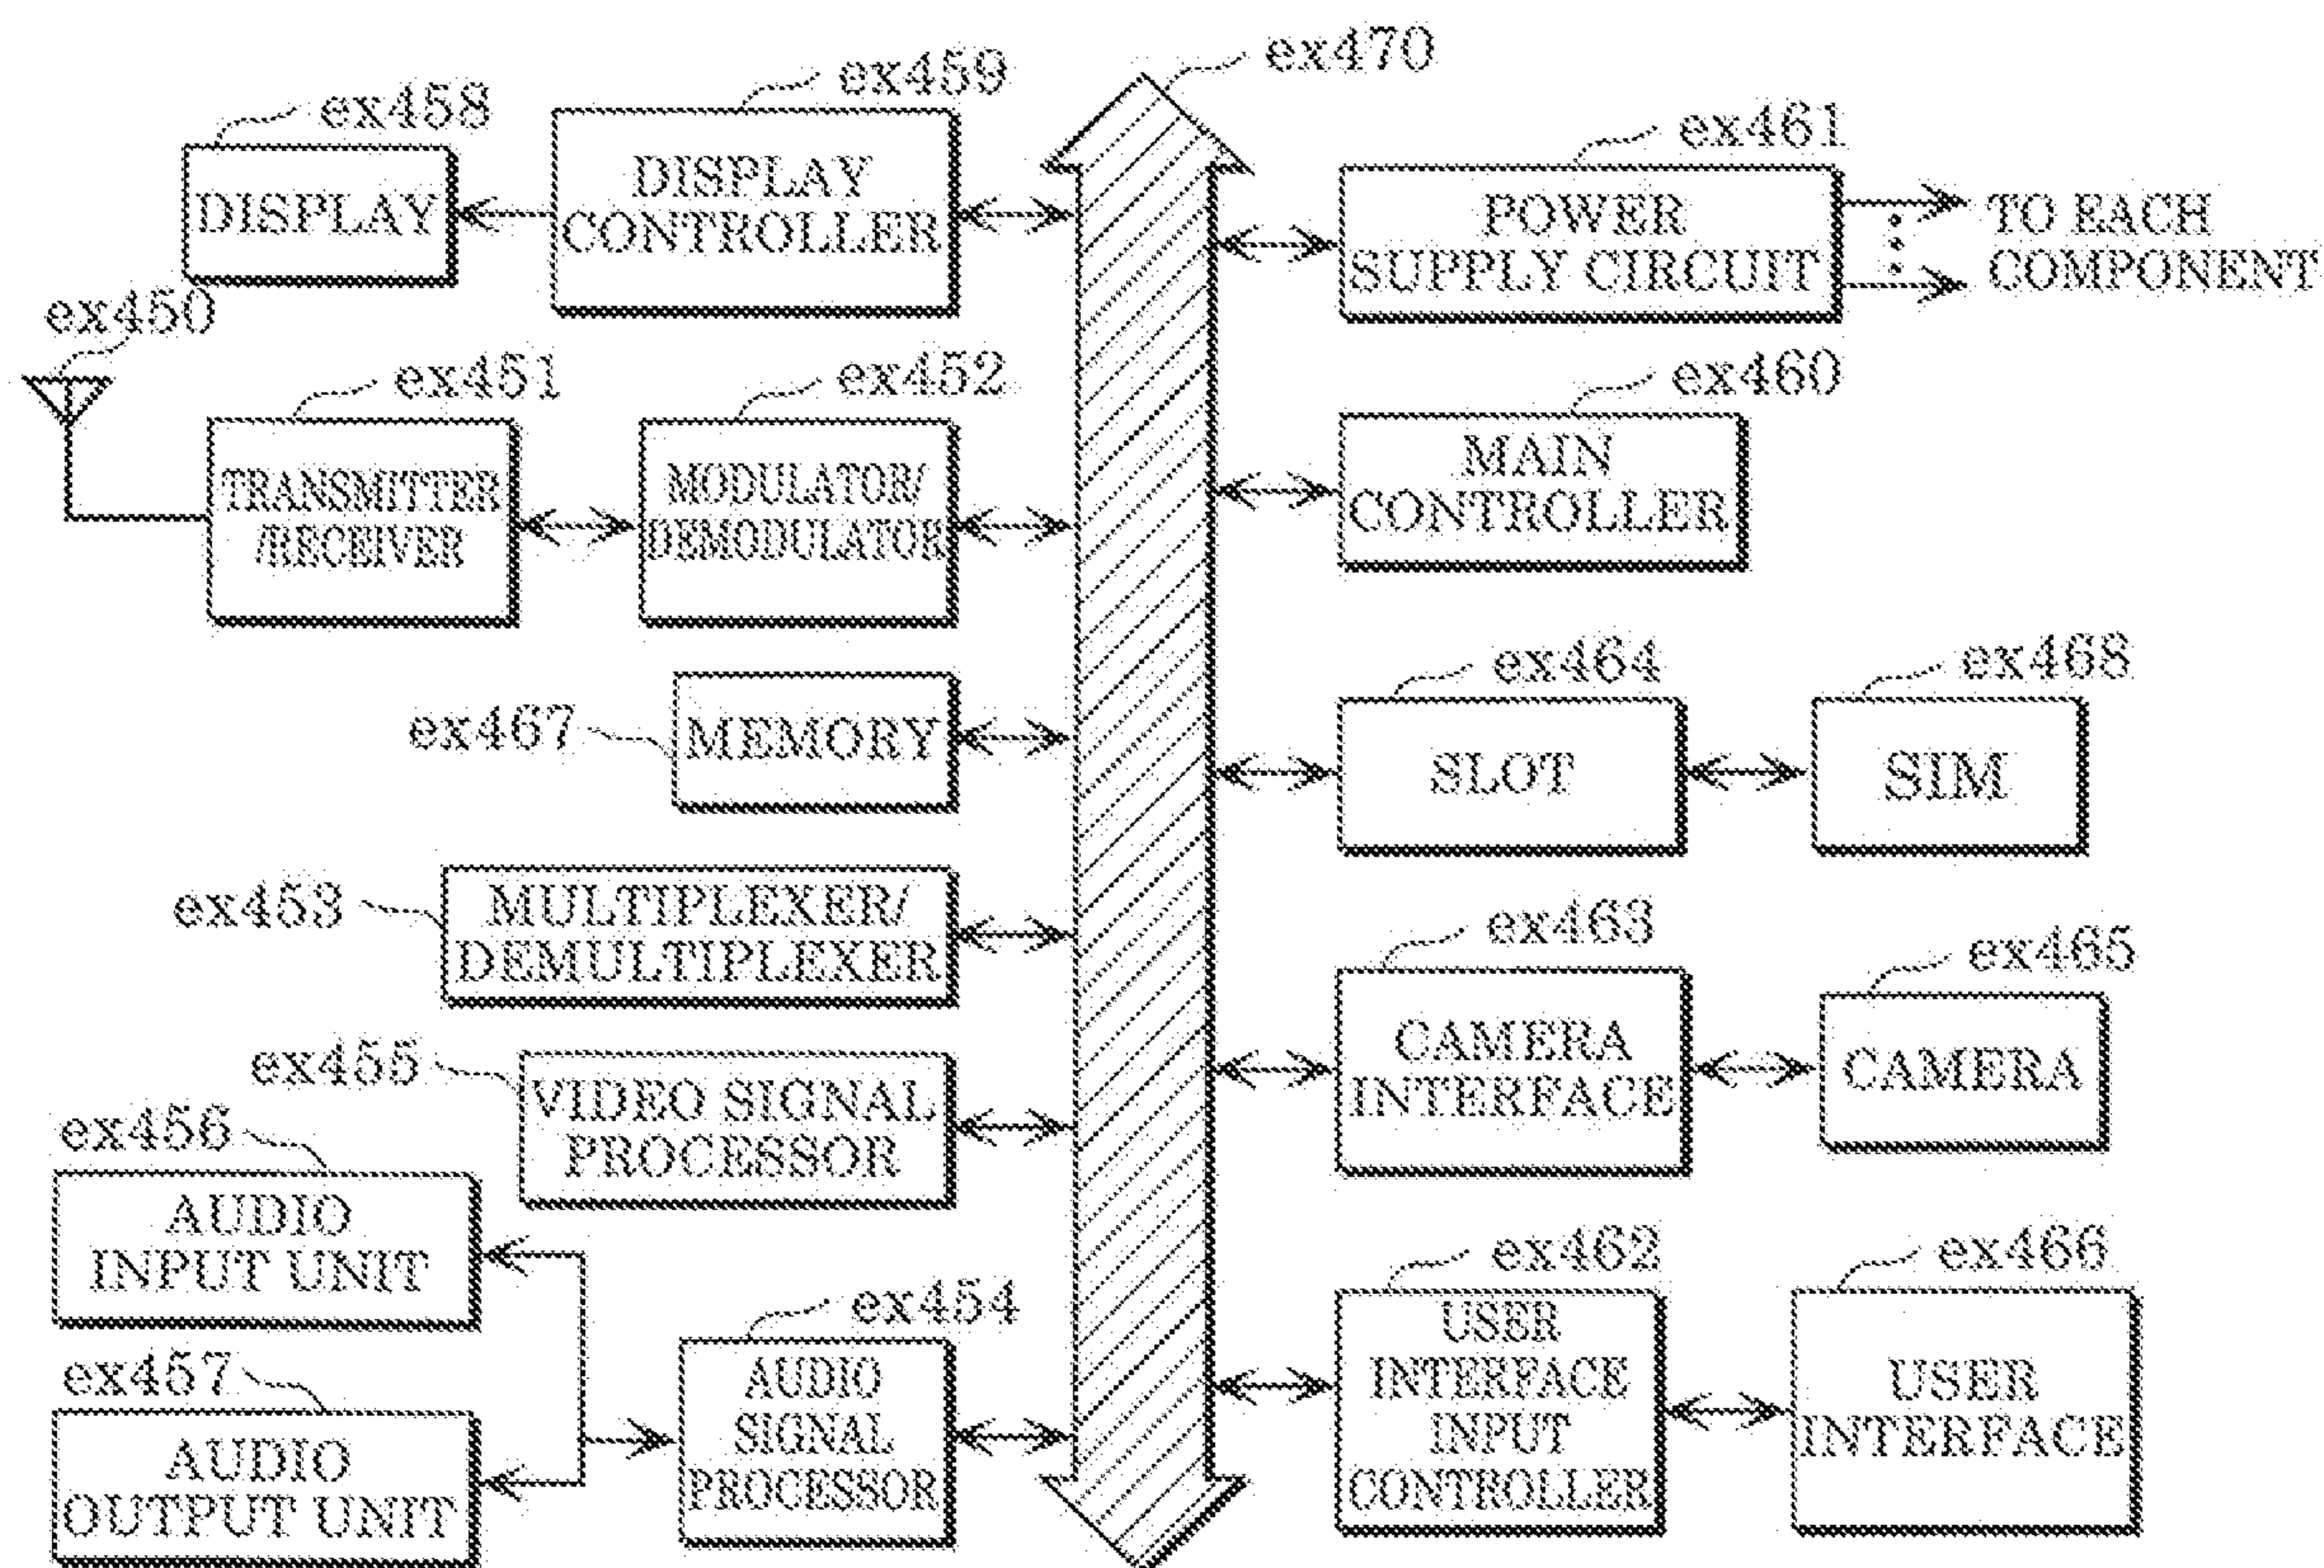 ex470
ex459
ex458
DISPLAY
DISPLAY
CONTROLLER
ex461
POWER
SUPPLY CIRCUIT
TO EACH
COMPONENT
ex450
ex451
TRANSMITTER
/RECEIVER
ex452
MODULATOR/
DEMODULATOR
ex460
MAIN
CONTROLLER
ex467
MEMORY
ex464
SLOT
ex468
SIM
ex453
MULTIPLEXER/
DEMULTIPLEXER
ex463
CAMERA
INTERFACE
ex465
CAMERA
ex455
VIDEO SIGNAL
PROCESSOR
ex456
AUDIO
INPUT UNIT
ex457
AUDIO
OUTPUT UNIT
ex454
AUDIO
SIGNAL
PROCESSOR
ex462
USER
INTERFACE
INPUT
CONTROLLER
ex466
USER
INTERFACE